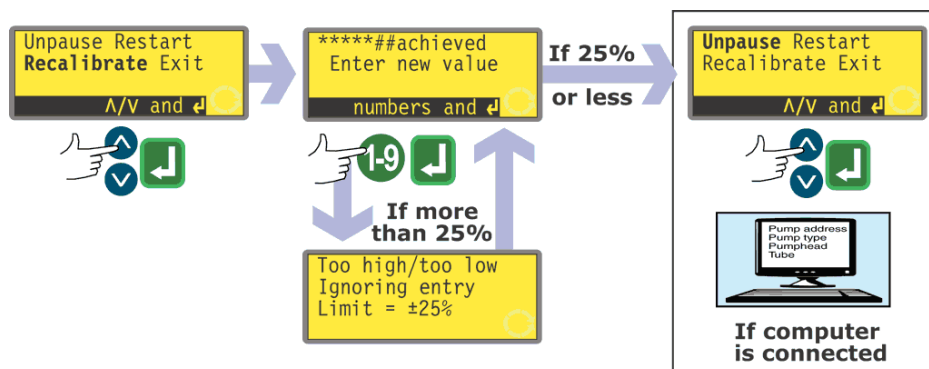 Unpause Restart
Recalibrate Exit
∧/∨ and ↲
*****##achieved
Enter new value
numbers and ↲
If 25%
or less
Unpause Restart
Recalibrate Exit
∧/∨ and ↲
1-9
If more
than 25%
Too high/too low
Ignoring entry
Limit = ±25%
Pump address
Pump type
Pumphead
Tube
If computer
is connected